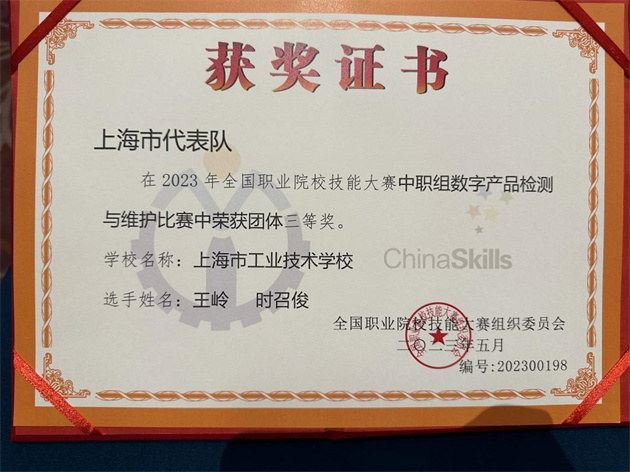 获奖证书
上海市代表队
在2023年全国职业院校技能大赛中职组数字产品检测
与维护比赛中荣获团体三等奖。
学校名称：上海市工业技术学校
ChinaSkills
选手姓名：王岭 时召俊
全国职业院校技能大赛组织委员会
二〇二三年五月
编号:202300198